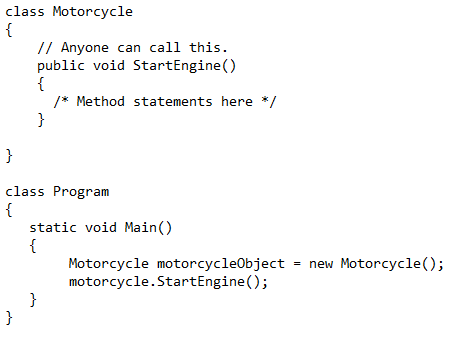 class Motorcycle
{
// Anyone can call this.
public void StartEngine()
{
/* Method statements here */
}
}
class Program
{
static void Main()
{
Motorcycle motorcycleObject = new Motorcycle();
motorcycle.StartEngine();
}
}